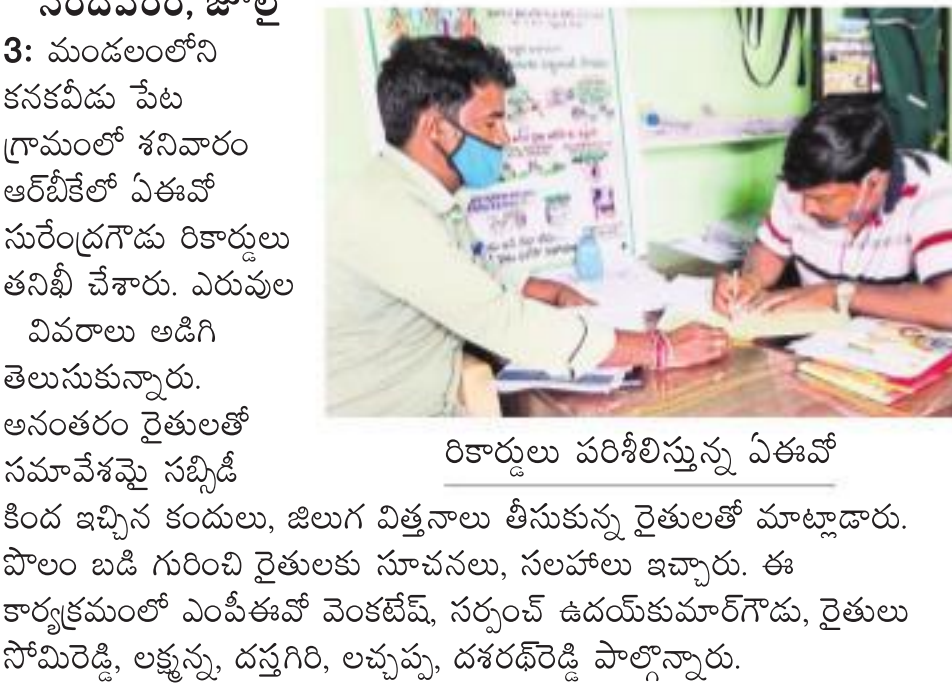 నందవరం, జూలై
3: మండలంలోని
కనకవీడు పేట
గ్రామంలో శనివారం
ఆర్‌బీకేలో ఏఈవో
సురేంద్రగౌడు రికార్డులు
తనిఖీ చేశారు. ఎరువుల
వివరాలు అడిగి
తెలుసుకున్నారు.
అనంతరం రైతులతో
సమావేశమై సబ్సిడీ
కింద ఇచ్చిన కందులు, జిలుగ విత్తనాలు తీసుకున్న రైతులతో మాట్లాడారు.
పొలం బడి గురించి రైతులకు సూచనలు, సలహాలు ఇచ్చారు. ఈ
కార్యక్రమంలో ఎంపీఈవో వెంకటేష్, సర్పంచ్ ఉదయ్‌కుమార్‌గౌడు, రైతులు
సోమిరెడ్డి, లక్ష్మన్న, దస్తగిరి, లచ్చప్ప, దశరథ్‌రెడ్డి పాల్గొన్నారు.
రికార్డులు పరిశీలిస్తున్న ఏఈవో